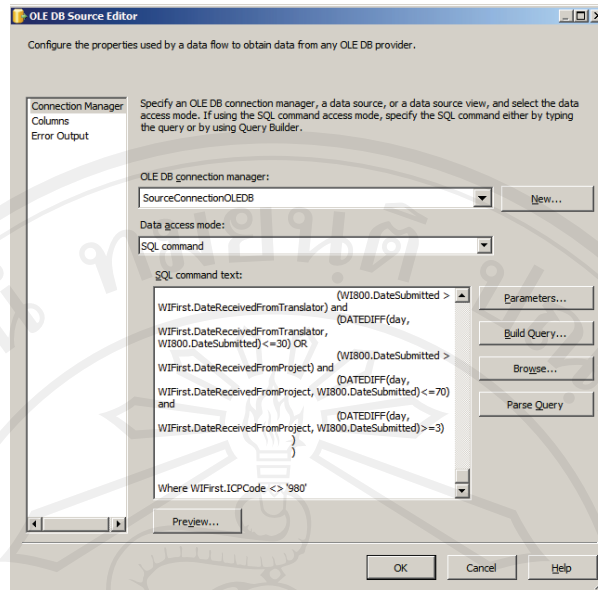 OLE DB Source Editor
Configure the properties used by a data flow to obtain data from any OLE DB provider.
Connection Manager
Columns
Error Output
Specify an OLE DB connection manager, a data source, or a data source view, and select the data
access mode. If using the SQL command access mode, specify the SQL command either by typing
the query or by using Query Builder.
OLE DB connection manager:
SourceConnectionOLEDB
New...
Data access mode:
SQL command
SQL command text:
(WI800.DateSubmitted >
WIFirst.DateReceivedFromTranslator) and
(DATEDIFF(day,
WIFirst.DateReceivedFromTranslator,
WI800.DateSubmitted)<=30) OR
(WI800.DateSubmitted >
WIFirst.DateReceivedFromProject) and
(DATEDIFF(day,
WIFirst.DateReceivedFromProject, WI800.DateSubmitted)<=70)
and
(DATEDIFF(day,
WIFirst.DateReceivedFromProject, WI800.DateSubmitted)>=3)
)
)
Where WIFirst.ICPCode <> '980'
Parameters...
Build Query...
Browse...
Parse Query
Preview...
OK
Cancel
Help